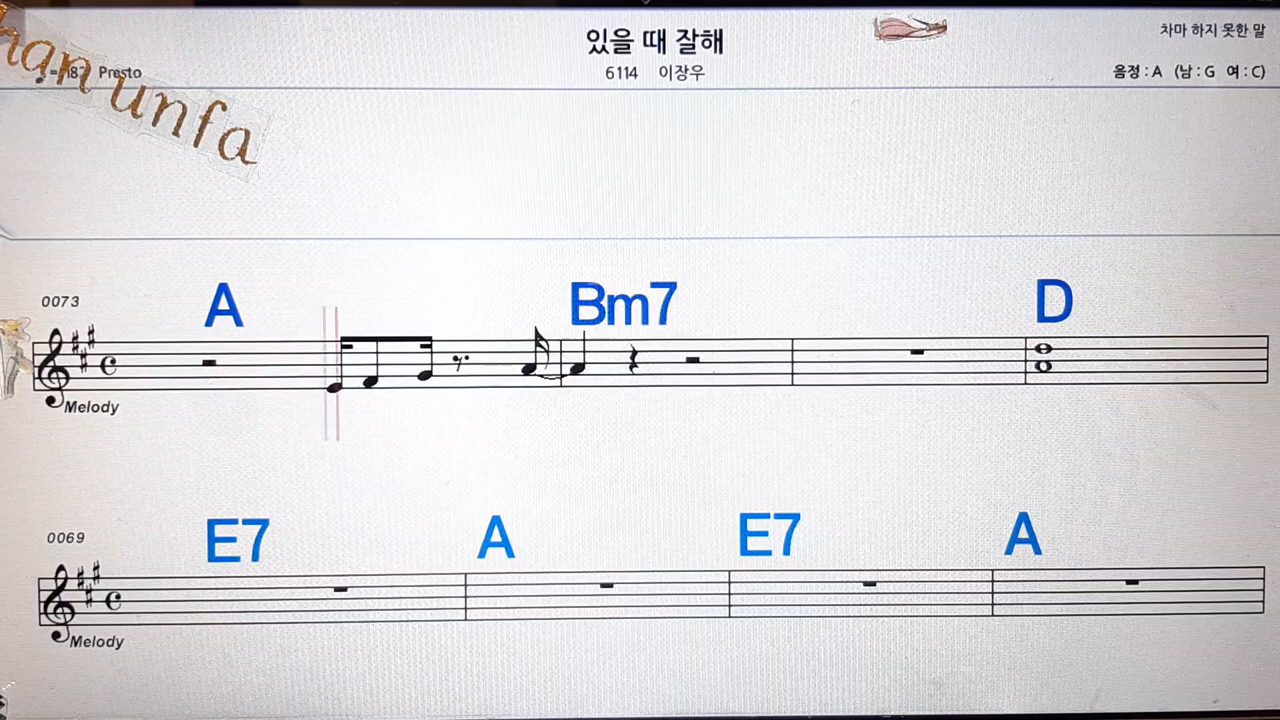 있을 때 잘해
차마 하지 못한 말
Presto
6114 이장우
음정 : A (남 : G 여 : C)
han unfa
0073
A Bm7 D
Melody
0069
E7 A E7 A
Melody